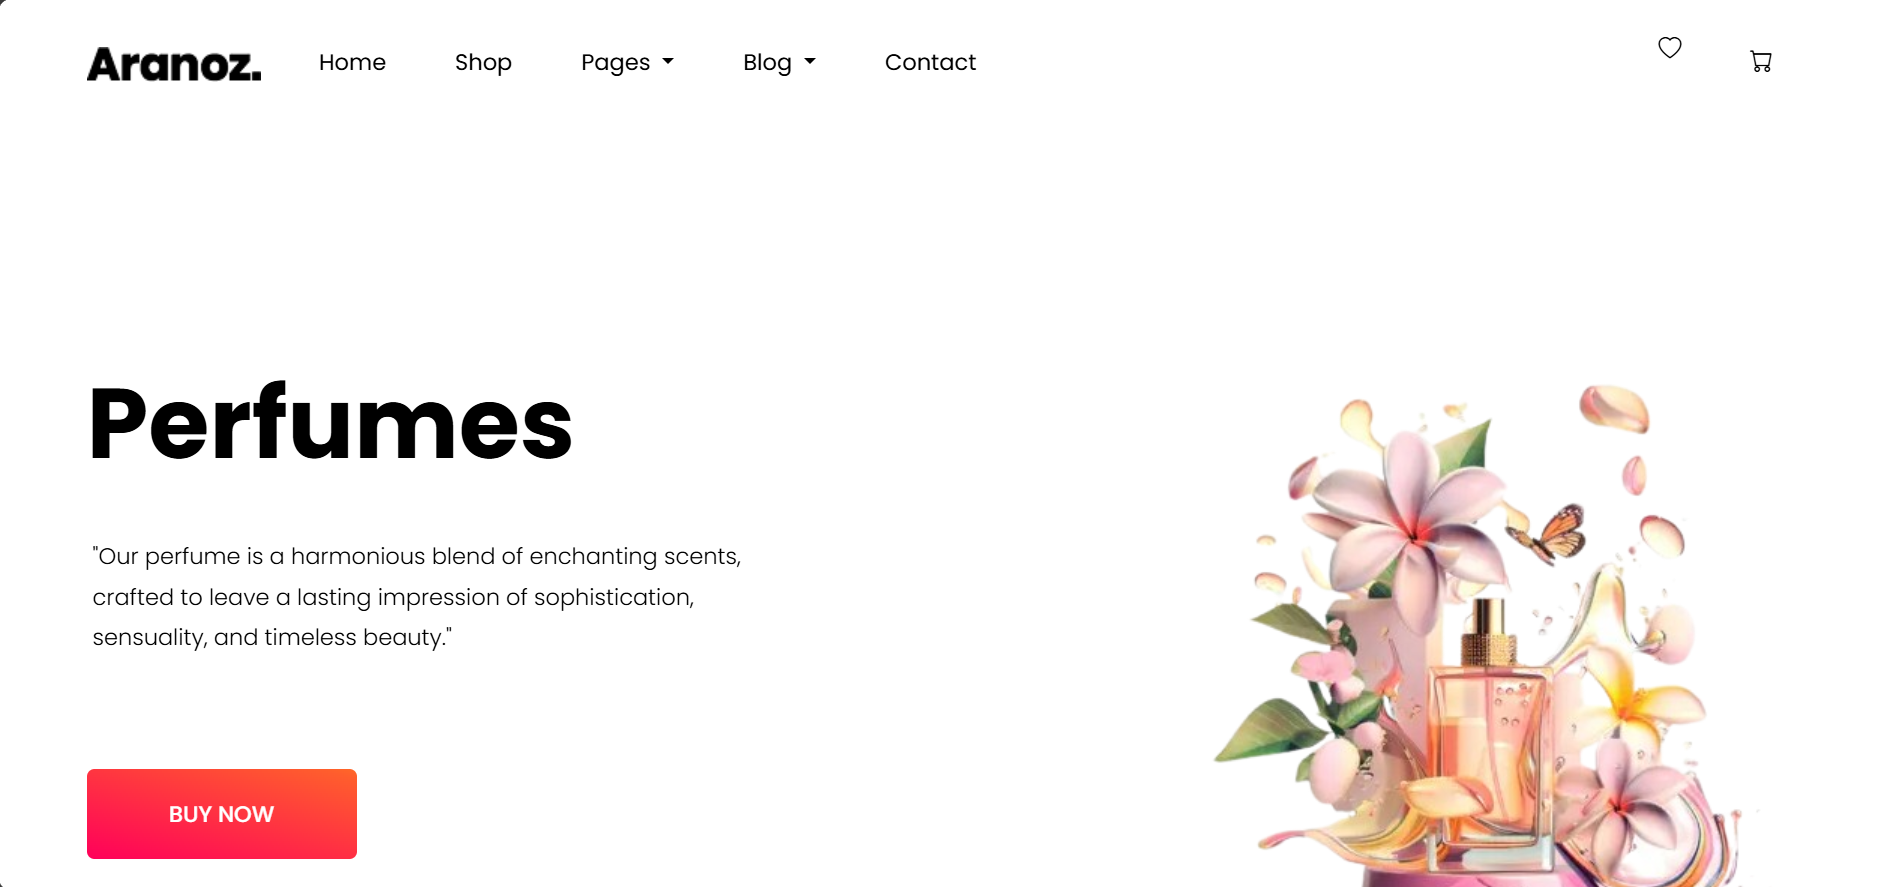 Aranoz. Home Shop Pages Blog Contact
Perfumes
"Our perfume is a harmonious blend of enchanting scents,
crafted to leave a lasting impression of sophistication,
sensuality, and timeless beauty."
BUY NOW